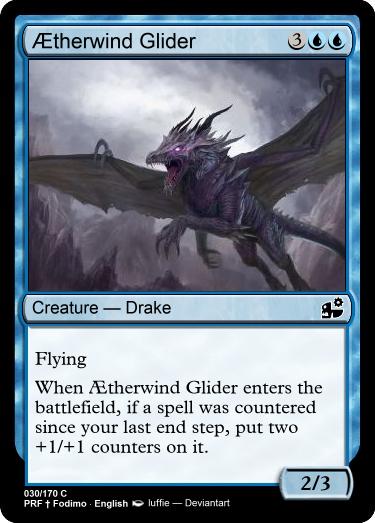 Ætherwind Glider 3
Creature — Drake
Flying
When Ætherwind Glider enters the
battlefield, if a spell was countered
since your last end step, put two
+1/+1 counters on it.
2/3
030/170 C
PRF † Fodimo · English luffie — Deviantart